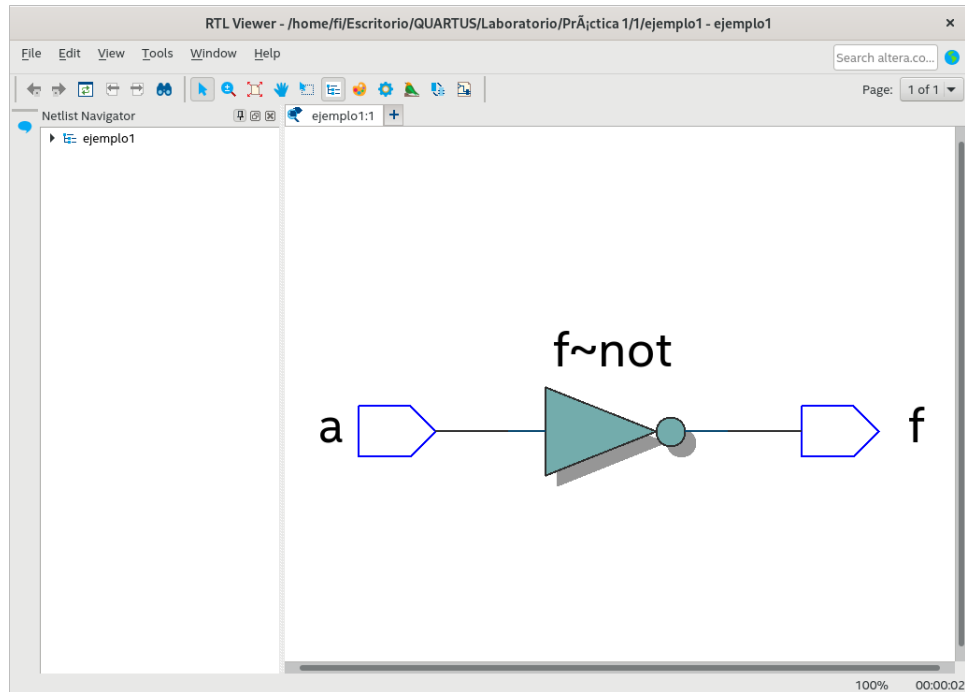 RTL Viewer - /home/fi/Escritorio/QUARTUS/Laboratorio/PrÃ¡ctica 1/1/ejemplo1 - ejemplo1
File Edit View Tools Window Help
Search altera.co...
Page: 1 of 1
Netlist Navigator
ejemplo1:1
ejemplo1
f~not
a
f
100% 00:00:02